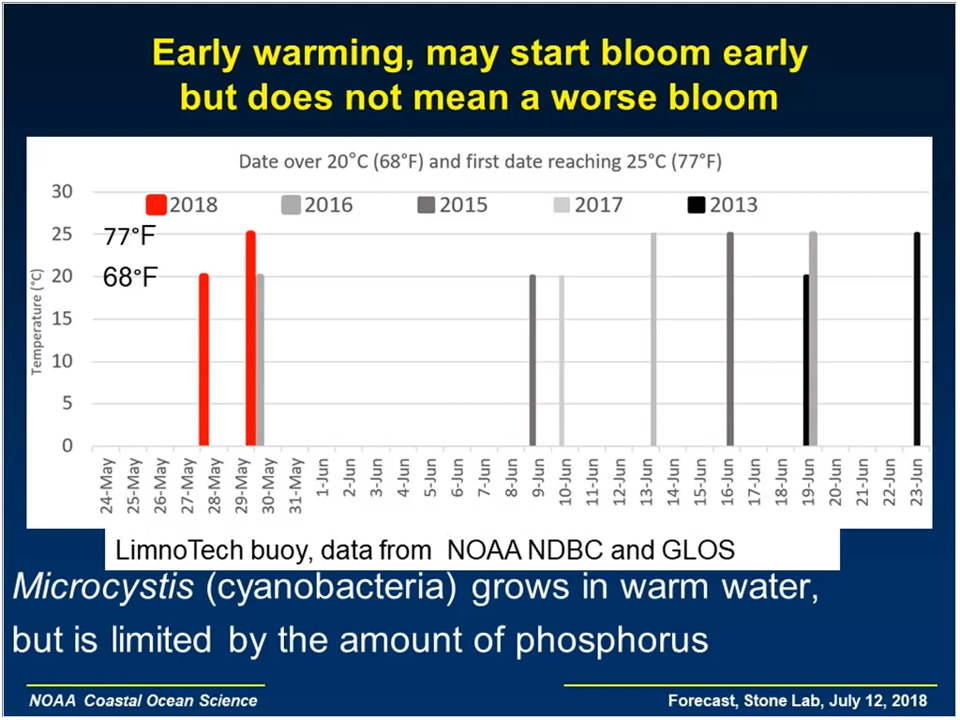 Early warming, may start bloom early
but does not mean a worse bloom
Date over 20°C (68°F) and first date reaching 25°C (77°F)
30
2018 2016 2015 2017 2013
25
77°F
20
68°F
15
10
5
0
Temperature (°C)
24-May 25-May 26-May 27-May 28-May 29-May 30-May 31-May 1-Jun 2-Jun 3-Jun 4-Jun 5-Jun 6-Jun 7-Jun 8-Jun 9-Jun 10-Jun 11-Jun 12-Jun 13-Jun 14-Jun 15-Jun 16-Jun 17-Jun 18-Jun 19-Jun 20-Jun 21-Jun 22-Jun 23-Jun
LimnoTech buoy, data from NOAA NDBC and GLOS
Microcystis (cyanobacteria) grows in warm water,
but is limited by the amount of phosphorus
NOAA Coastal Ocean Science
Forecast, Stone Lab, July 12, 2018